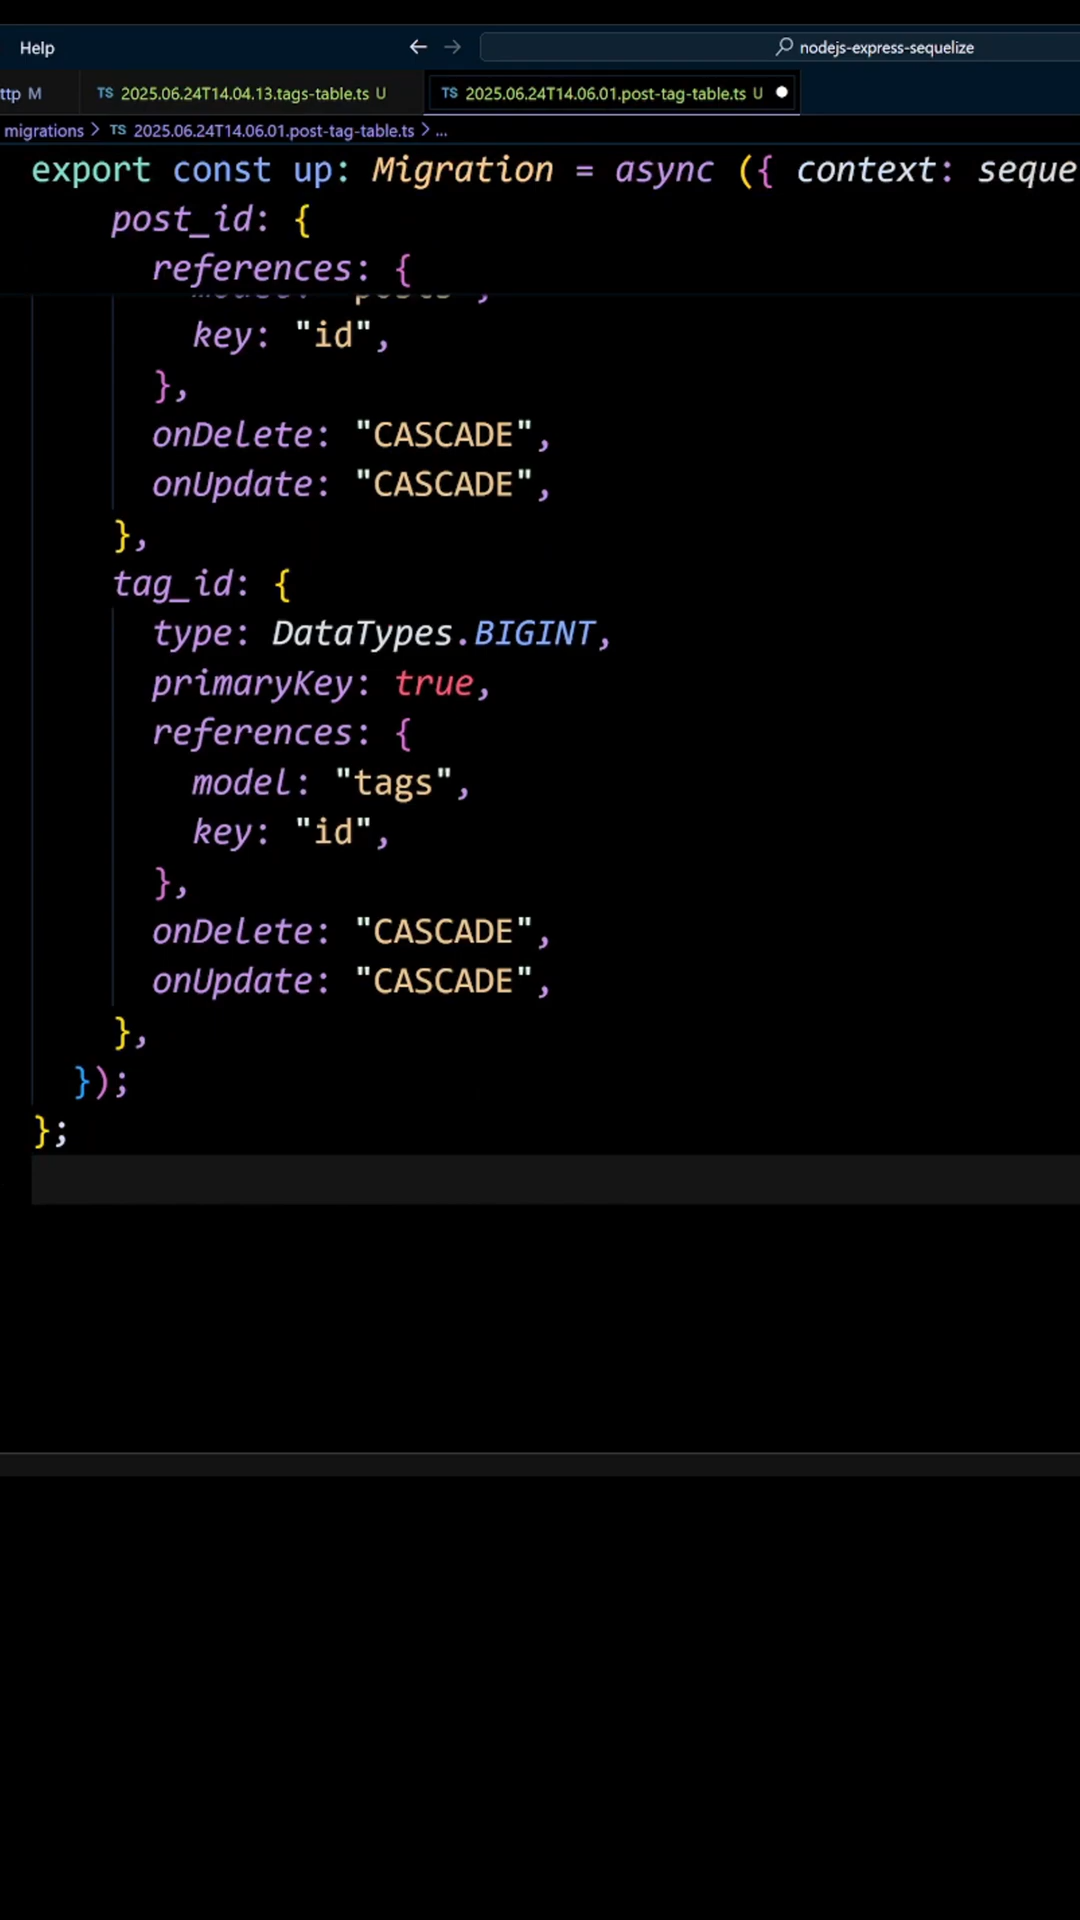 Help
nodejs-express-sequelize
ttp M
TS 2025.06.24T14.04.13.tags-table.ts U
TS 2025.06.24T14.06.01.post-tag-table.ts U
migrations > TS 2025.06.24T14.06.01.post-tag-table.ts > ...
export const up: Migration = async ({ context: seque
post_id: {
references: {
key: "id",
},
onDelete: "CASCADE",
onUpdate: "CASCADE",
},
tag_id: {
type: DataTypes.BIGINT,
primaryKey: true,
references: {
model: "tags",
key: "id",
},
onDelete: "CASCADE",
onUpdate: "CASCADE",
},
});
};